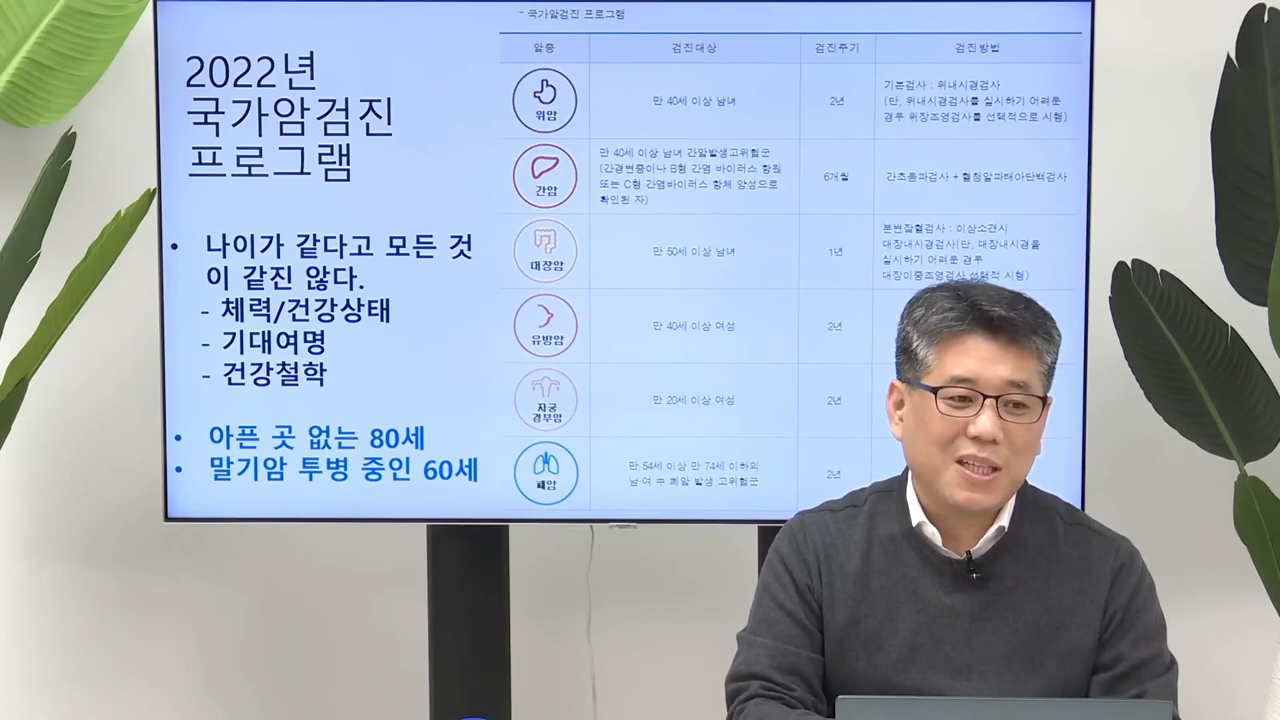 2022년
국가암검진
프로그램
• 나이가 같다고 모든 것
이 같진 않다.
- 체력/건강상태
- 기대여명
- 건강철학
• 아픈 곳 없는 80세
• 말기암 투병 중인 60세
- 국가암검진 프로그램
암종 검진대상 검진주기 검진방법
위암
만 40세 이상 남녀
2년
기본검사 : 위내시경검사
(단, 위내시경검사를 실시하기 어려운
경우 위장조영검사를 선택적으로 시행)
간암
만 40세 이상 남녀 간암발생고위험군
(간경변증이나 B형 간염 바이러스 항원
또는 C형 간염바이러스 항체 양성으로
확인된 자)
6개월
간초음파검사 + 혈청알파태아단백검사
대장암
만 50세 이상 남녀
1년
분변잠혈검사 : 이상소견시
대장내시경검사(단, 대장내시경을
실시하기 어려운 경우
대장이중조영검사 선택적 시행)
유방암
만 40세 이상 여성
2년
자궁
경부암
만 20세 이상 여성
2년
폐암
만 54세 이상 만 74세 이하의
남·여 中 폐암 발생 고위험군
2년